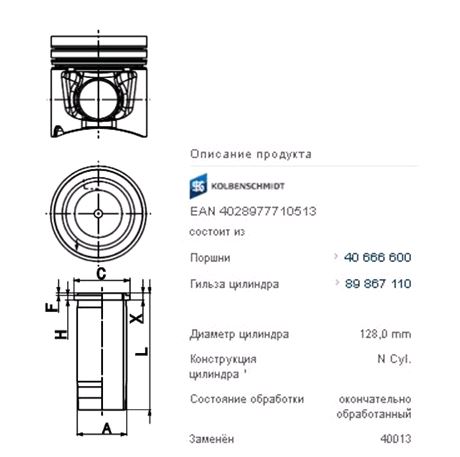 Описание продукта
KS KOLBENSCHMIDT
EAN 4028977710513
состоит из
Поршни 40 666 600
Гильза цилиндра 89 867 110
C
F
H
X
L
Диаметр цилиндра 128,0 mm
Конструкция цилиндра ' N Cyl.
Состояние обработки окончательно обработанный
A
Заменён 40013